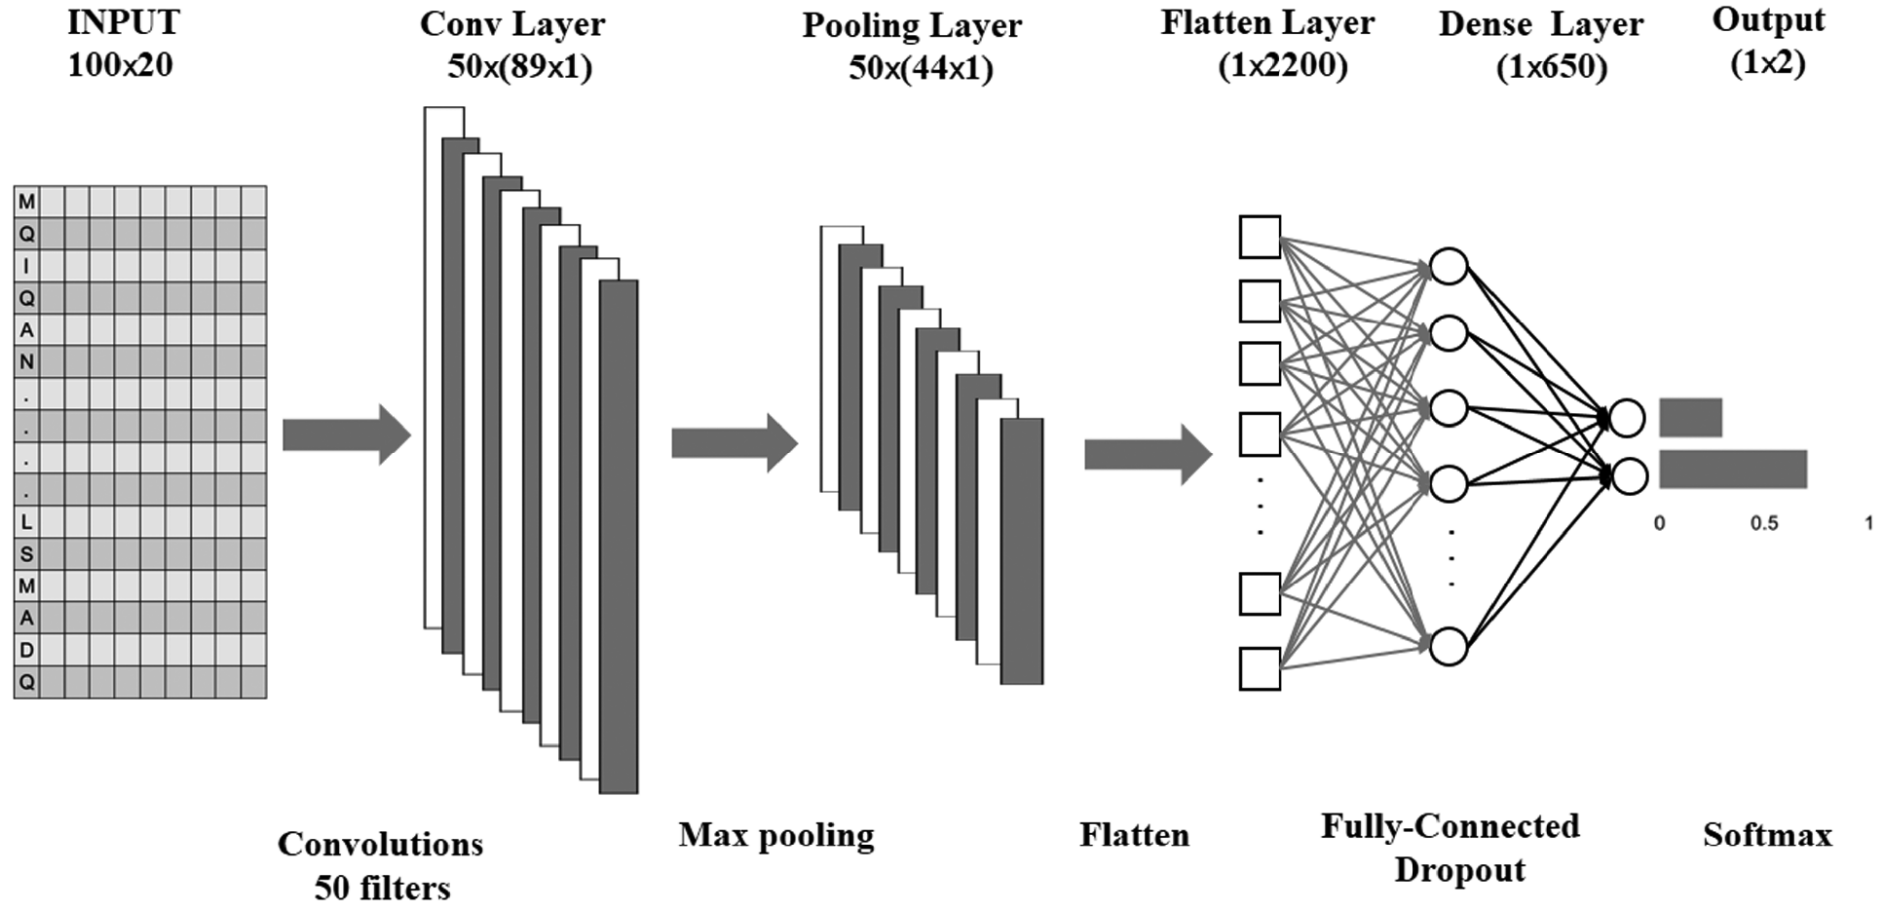 INPUT
100x20
Conv Layer
50x(89x1)
Pooling Layer
50x(44x1)
Flatten Layer
(1x2200)
Dense Layer
(1x650)
Output
(1x2)
M
Q
I
Q
A
N
.
.
.
.
L
S
M
A
D
Q
0 0.5 1
Convolutions
50 filters
Max pooling
Flatten
Fully-Connected
Dropout
Softmax